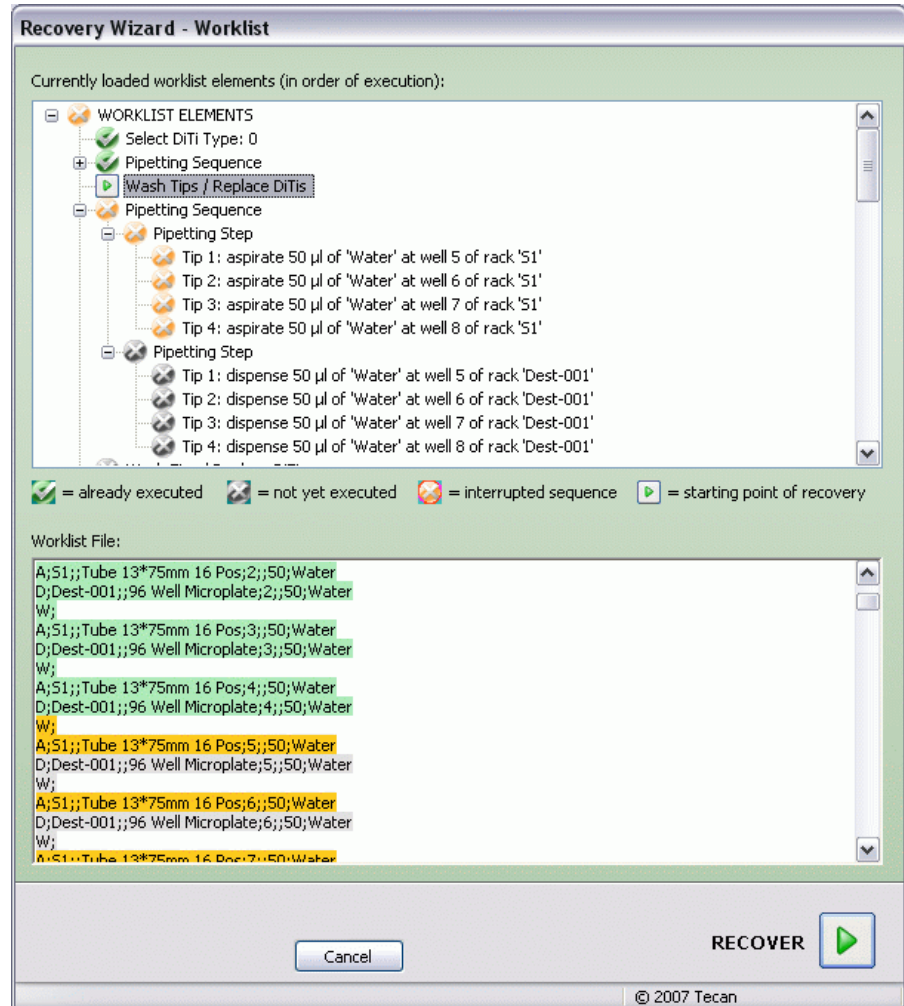 Recovery Wizard - Worklist
Currently loaded worklist elements (in order of execution):
WORKLIST ELEMENTS
Select DiTi Type: 0
Pipetting Sequence
Wash Tips / Replace DiTis
Pipetting Sequence
Pipetting Step
Tip 1: aspirate 50 µl of 'Water' at well 5 of rack 'S1'
Tip 2: aspirate 50 µl of 'Water' at well 6 of rack 'S1'
Tip 3: aspirate 50 µl of 'Water' at well 7 of rack 'S1'
Tip 4: aspirate 50 µl of 'Water' at well 8 of rack 'S1'
Pipetting Step
Tip 1: dispense 50 µl of 'Water' at well 5 of rack 'Dest-001'
Tip 2: dispense 50 µl of 'Water' at well 6 of rack 'Dest-001'
Tip 3: dispense 50 µl of 'Water' at well 7 of rack 'Dest-001'
Tip 4: dispense 50 µl of 'Water' at well 8 of rack 'Dest-001'
= already executed = not yet executed = interrupted sequence = starting point of recovery
Worklist File:
A;S1;;Tube 13*75mm 16 Pos;2;;50;Water
D;Dest-001;;96 Well Microplate;2;;50;Water
W;
A;S1;;Tube 13*75mm 16 Pos;3;;50;Water
D;Dest-001;;96 Well Microplate;3;;50;Water
W;
A;S1;;Tube 13*75mm 16 Pos;4;;50;Water
D;Dest-001;;96 Well Microplate;4;;50;Water
W;
A;S1;;Tube 13*75mm 16 Pos;5;;50;Water
D;Dest-001;;96 Well Microplate;5;;50;Water
W;
A;S1;;Tube 13*75mm 16 Pos;6;;50;Water
D;Dest-001;;96 Well Microplate;6;;50;Water
W;
A;S1;;Tube 13*75mm 16 Pos;7;;50;Water
RECOVER
Cancel
© 2007 Tecan